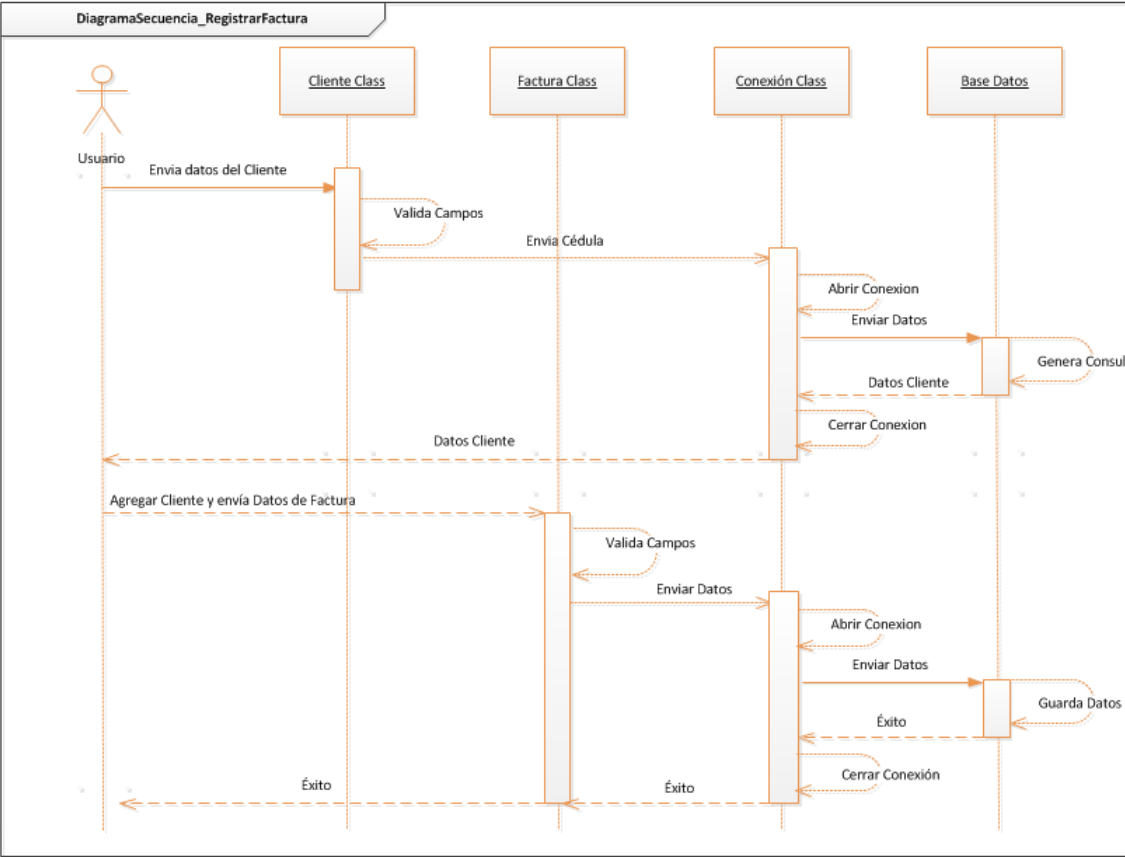 DiagramaSecuencia_RegistrarFactura
Cliente Class
Factura Class
Conexión Class
Base Datos
Usuario
Envia datos del Cliente
Valida Campos
Envia Cédula
Abrir Conexion
Enviar Datos
Genera Consul
Datos Cliente
Cerrar Conexion
Datos Cliente
Agregar Cliente y envía Datos de Factura
Valida Campos
Enviar Datos
Abrir Conexion
Enviar Datos
Guarda Datos
Éxito
Cerrar Conexión
Éxito
Éxito